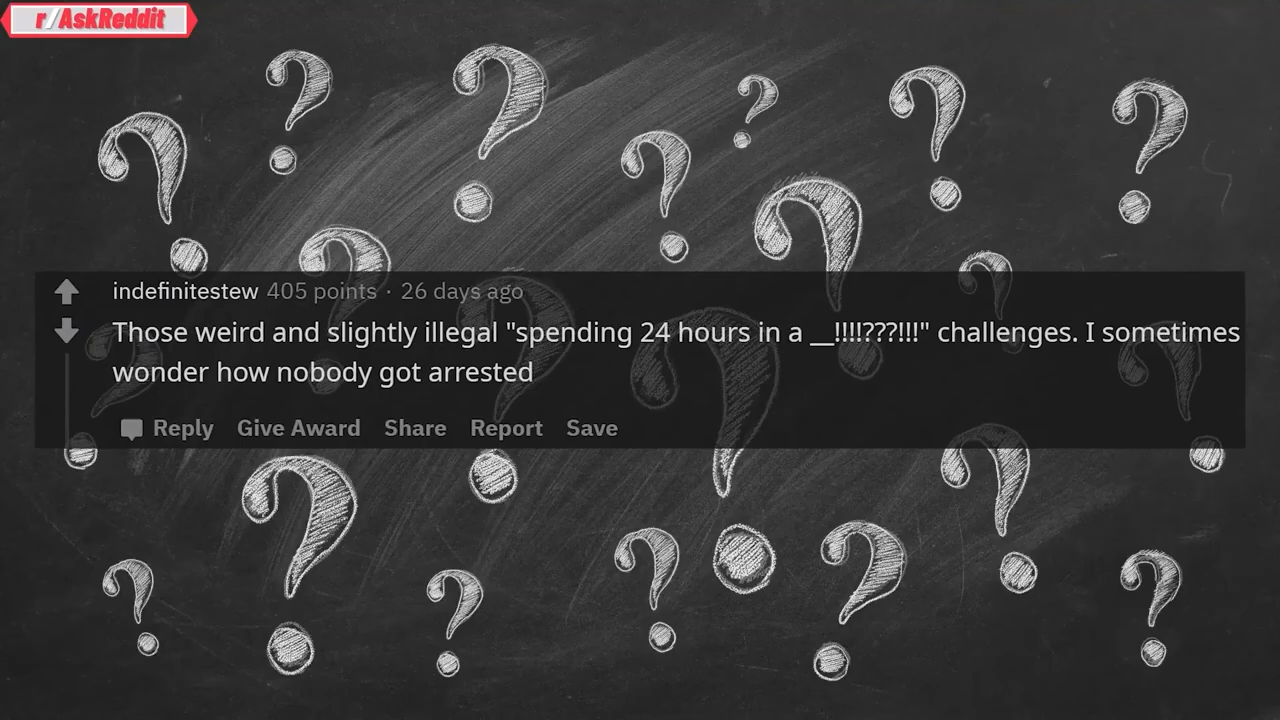 r/AskReddit
indefinitestew 405 points · 26 days ago
Those weird and slightly illegal "spending 24 hours in a __!!!!???!!!" challenges. I sometimes
wonder how nobody got arrested
Reply Give Award Share Report Save